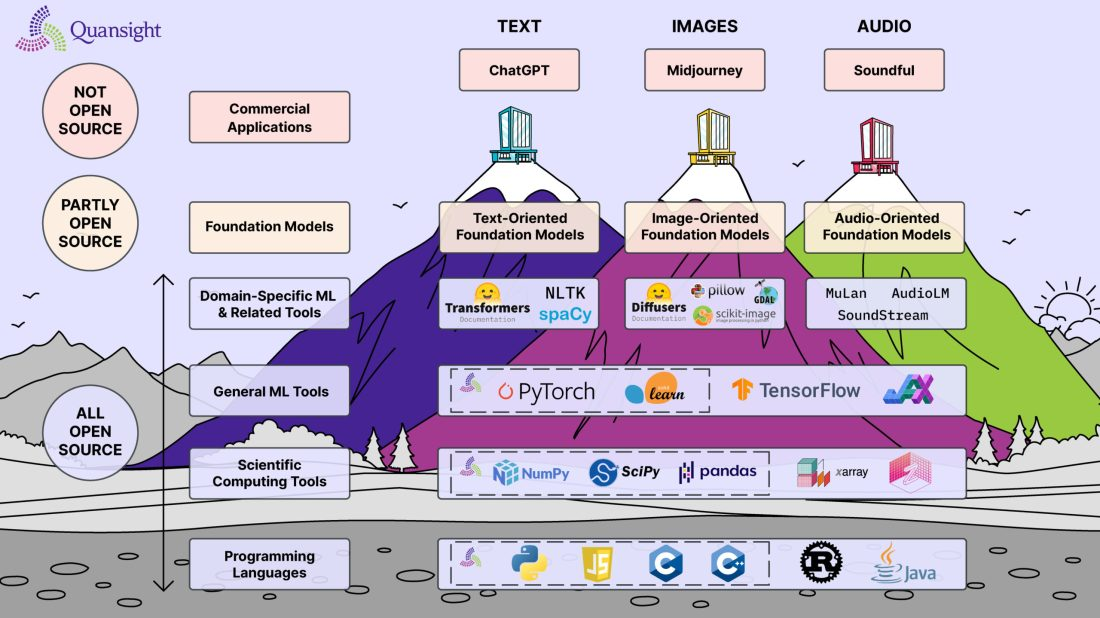 Quansight
TEXT
IMAGES
AUDIO
NOT
OPEN
SOURCE
Commercial
Applications
ChatGPT
Midjourney
Soundful
PARTLY
OPEN
SOURCE
Foundation Models
Text-Oriented
Foundation Models
Image-Oriented
Foundation Models
Audio-Oriented
Foundation Models
ALL
OPEN
SOURCE
Domain-Specific ML
& Related Tools
Transformers
Documentation
NLTK
spaCy
Diffusers
Documentation
pillow
GDAL
scikit-image
image processing in python
MuLan
AudioLM
SoundStream
General ML Tools
PyTorch
scikit
learn
TensorFlow
JAX
Scientific
Computing Tools
NumPy
SciPy
pandas
xarray
Programming
Languages
JS
C
C++
R
Java